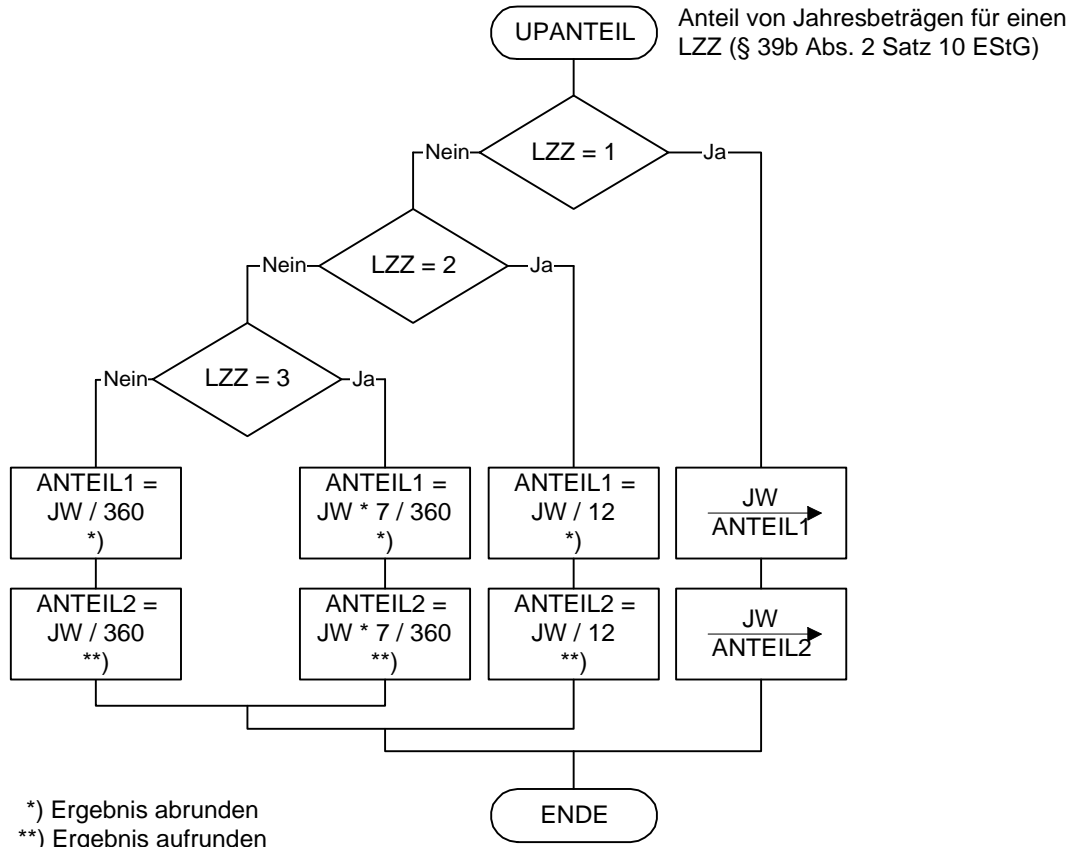 UPANTEIL
Anteil von Jahresbeträgen für einen
LZZ (§ 39b Abs. 2 Satz 10 EStG)
Nein
LZZ = 1
Ja
Nein
LZZ = 2
Ja
Nein
LZZ = 3
Ja
ANTEIL1 =
JW / 360
*)
ANTEIL1 =
JW * 7 / 360
*)
ANTEIL1 =
JW / 12
*)
JW
ANTEIL1
ANTEIL2 =
JW / 360
**)
ANTEIL2 =
JW * 7 / 360
**)
ANTEIL2 =
JW / 12
**)
JW
ANTEIL2
ENDE
*) Ergebnis abrunden
**) Ergebnis aufrunden